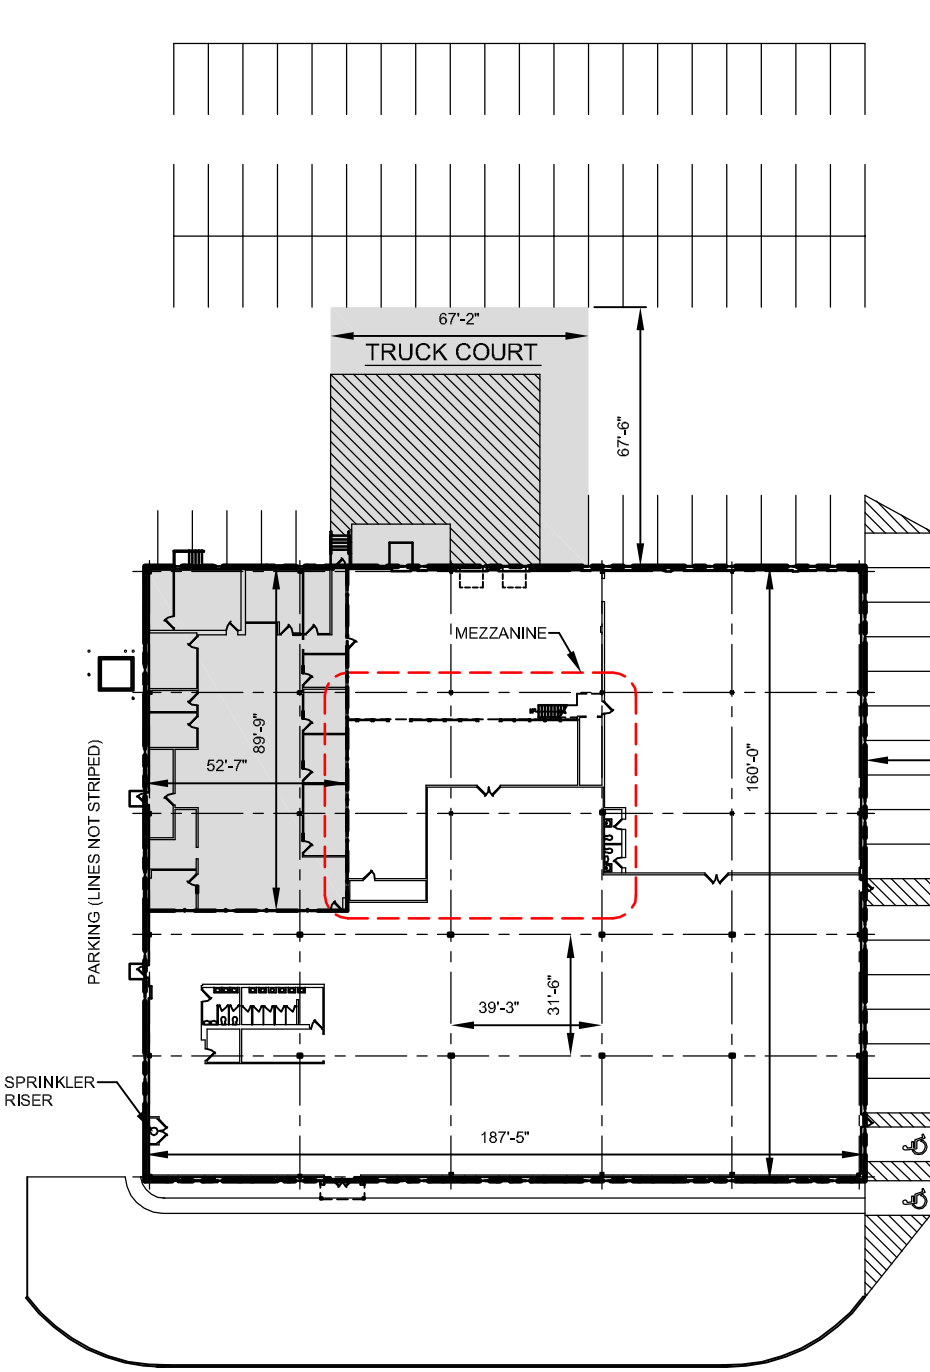 67'-2"
TRUCK COURT
67'-6"
MEZZANINE
89'-9"
52'-7"
160'-0"
PARKING (LINES NOT STRIPED)
39'-3"
31'-6"
SPRINKLER
RISER
187'-5"